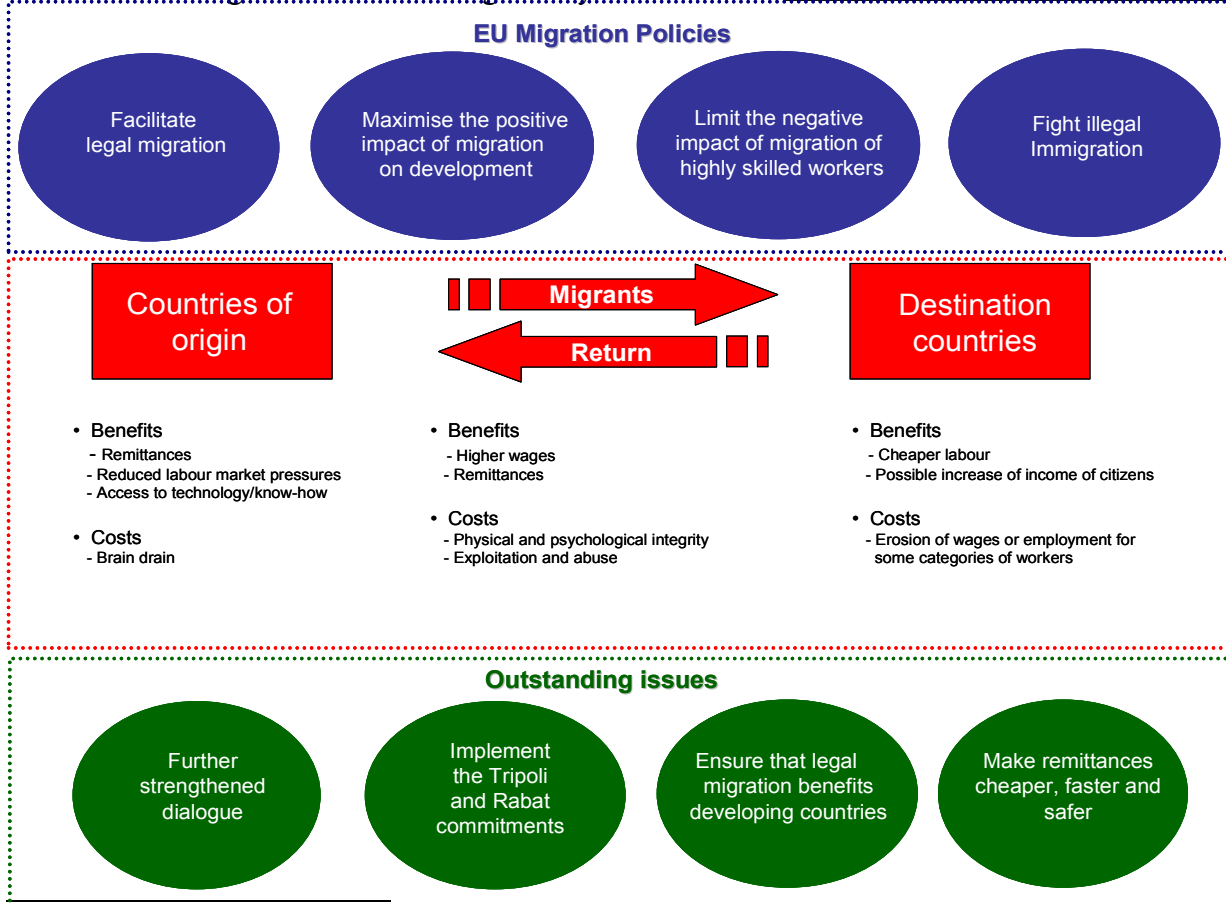 EU Migration Policies
Facilitate
legal migration
Maximise the positive
impact of migration
on development
Limit the negative
impact of migration of
highly skilled workers
Fight illegal
Immigration
Countries of
origin
Migrants
Return
Destination
countries
• Benefits
- Remittances
- Reduced labour market pressures
- Access to technology/know-how
• Costs
- Brain drain
• Benefits
- Higher wages
- Remittances
• Costs
- Physical and psychological integrity
- Exploitation and abuse
• Benefits
- Cheaper labour
- Possible increase of income of citizens
• Costs
- Erosion of wages or employment for
some categories of workers
Outstanding issues
Further
strengthened
dialogue
Implement
the Tripoli
and Rabat
commitments
Ensure that legal
migration benefits
developing countries
Make remittances
cheaper, faster and
safer